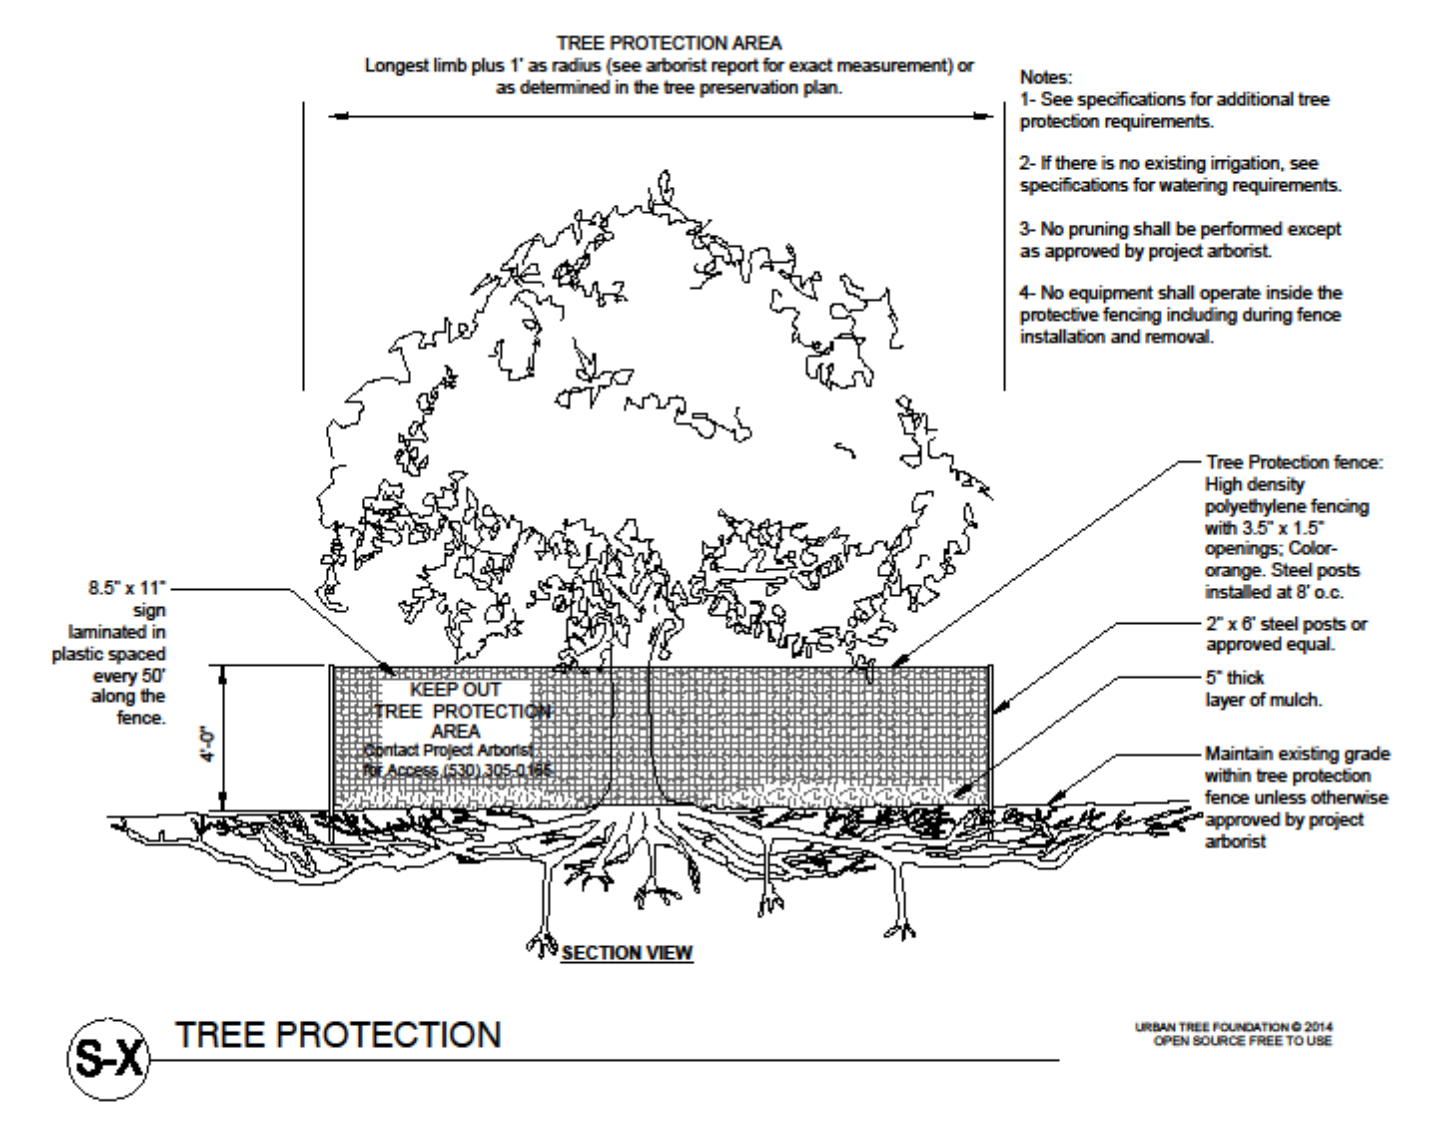 TREE PROTECTION AREA
Longest limb plus 1' as radius (see arborist report for exact measurement) or
as determined in the tree preservation plan.
Notes:
1- See specifications for additional tree
protection requirements.
2- If there is no existing irrigation, see
specifications for watering requirements.
3- No pruning shall be performed except
as approved by project arborist.
4- No equipment shall operate inside the
protective fencing including during fence
installation and removal.
Tree Protection fence:
High density
polyethylene fencing
with 3.5" x 1.5"
openings; Color-
orange. Steel posts
installed at 8' o.c.
2" x 6' steel posts or
approved equal.
5" thick
layer of mulch.
Maintain existing grade
within tree protection
fence unless otherwise
approved by project
arborist
8.5" x 11"
sign
laminated in
plastic spaced
every 50'
along the
fence.
4'-0"
KEEP OUT
TREE PROTECTION
AREA
Contact Project Arborist
for Access (530) 305-0165
SECTION VIEW
S-X
TREE PROTECTION
URBAN TREE FOUNDATION © 2014
OPEN SOURCE FREE TO USE